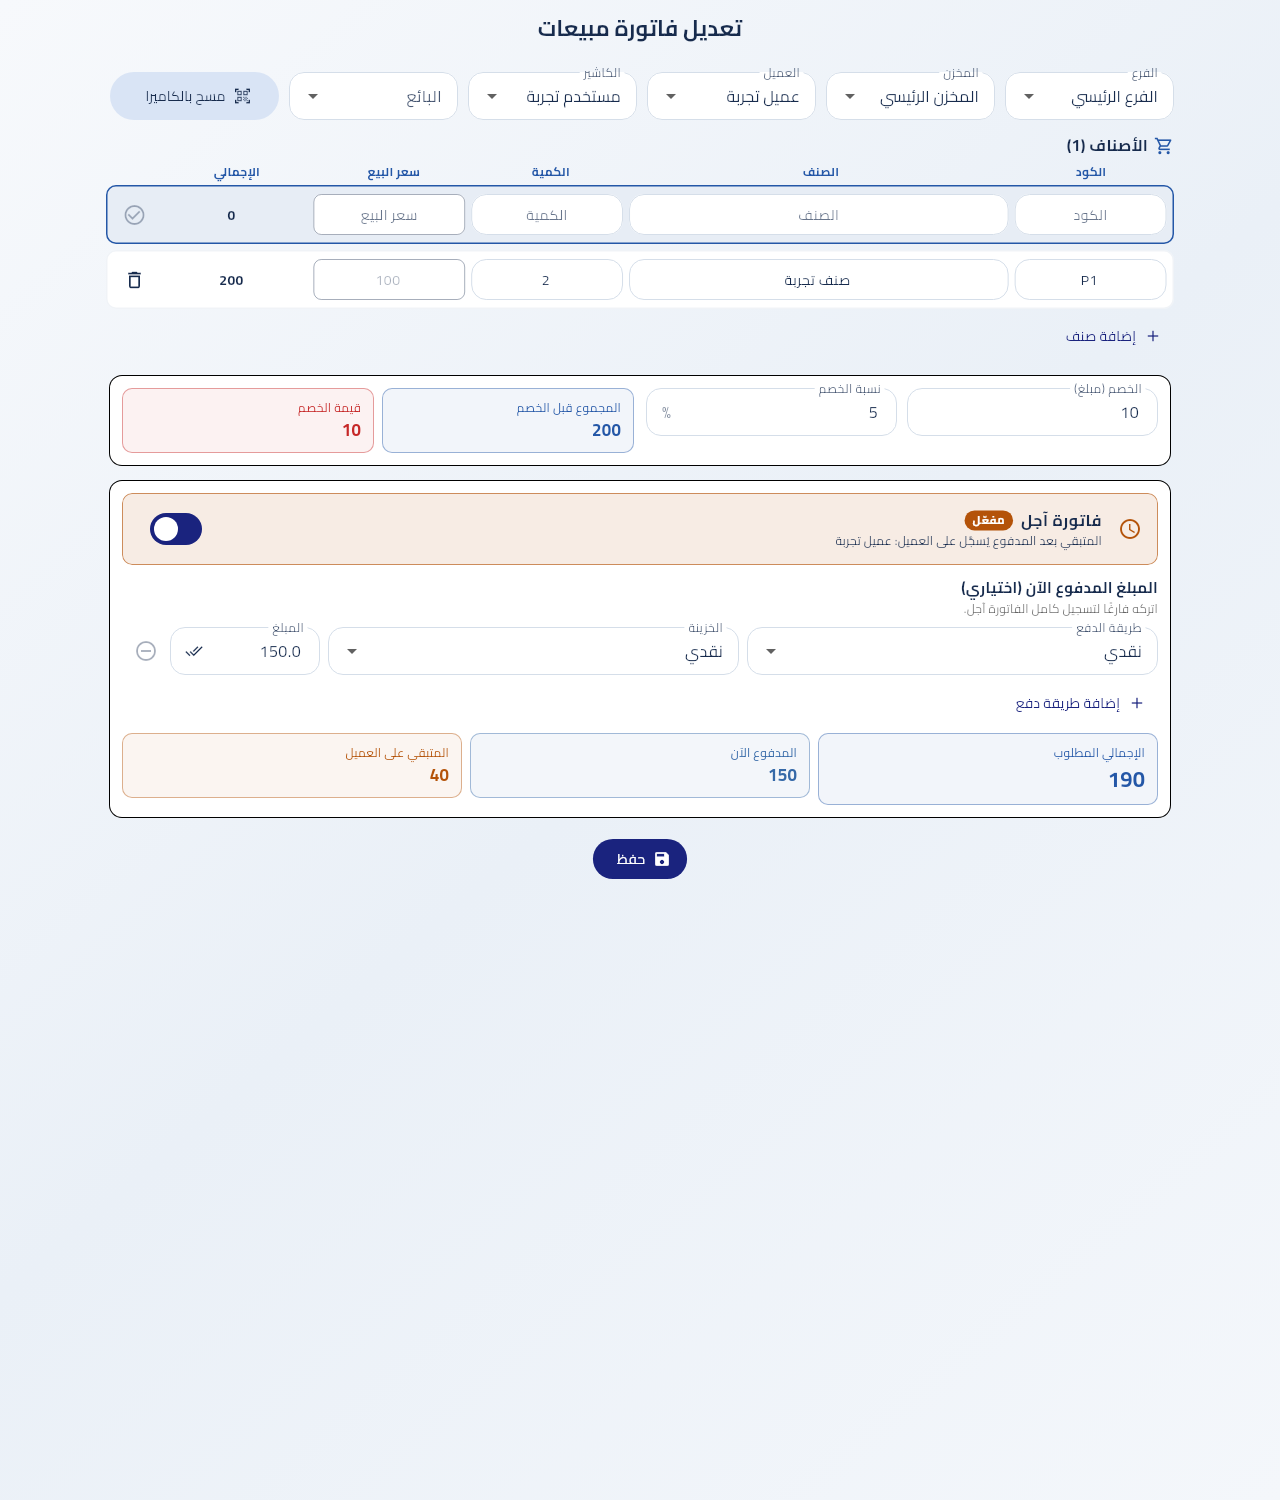 تعديل فاتورة مبيعات
الفرع
الفرع الرئيسي
المخزن
المخزن الرئيسي
العميل
عميل تجربة
الكاشير
مستخدم تجربة
البائع
مسح بالكاميرا
الأصناف (1)
الكود الصنف الكمية سعر البيع الإجمالي
الكود الصنف الكمية سعر البيع 0
P1 صنف تجربة 2 100 200
إضافة صنف
الخصم (مبلغ)
10
نسبة الخصم
5 %
المجموع قبل الخصم
200
قيمة الخصم
10
فاتورة آجل مفعّل
المتبقي بعد المدفوع يُسجَّل على العميل: عميل تجربة
المبلغ المدفوع الآن (اختياري)
اتركه فارغًا لتسجيل كامل الفاتورة آجل.
طريقة الدفع
نقدي
الخزينة
نقدي
المبلغ
150.0
إضافة طريقة دفع
الإجمالي المطلوب
190
المدفوع الآن
150
المتبقي على العميل
40
حفظ